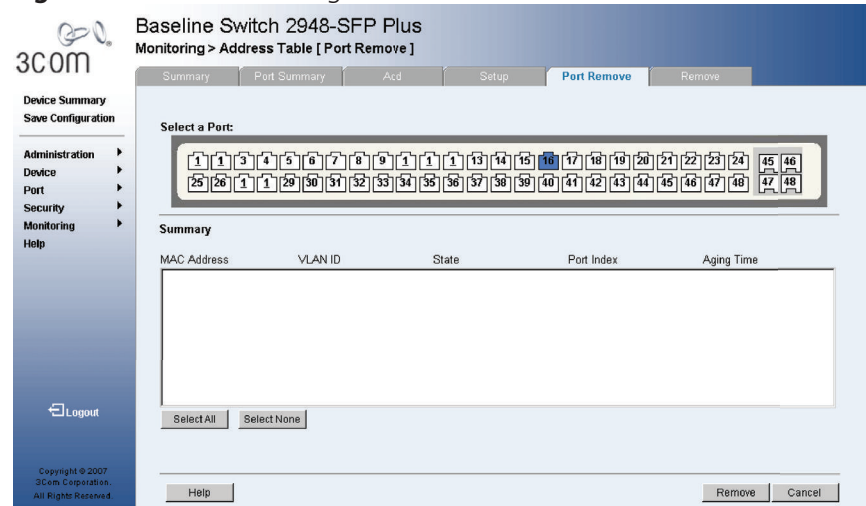 Baseline Switch 2948-SFP Plus
Monitoring > Address Table [ Port Remove ]
3COM
Summary Port Summary Acd Setup Port Remove Remove
Device Summary
Save Configuration
Administration
Device
Port
Security
Monitoring
Help
Logout
Copyright © 2007
3Com Corporation.
All Rights Reserved.
Select a Port:
1 1 3 4 5 6 7 8 9 1 1 1 13 14 15 16 17 18 19 20 21 22 23 24 45 46
25 26 1 1 29 30 31 32 33 34 35 36 37 38 39 40 41 42 43 44 45 46 47 48 47 48
Summary
MAC Address VLAN ID State Port Index Aging Time
Select All Select None
Help Remove Cancel